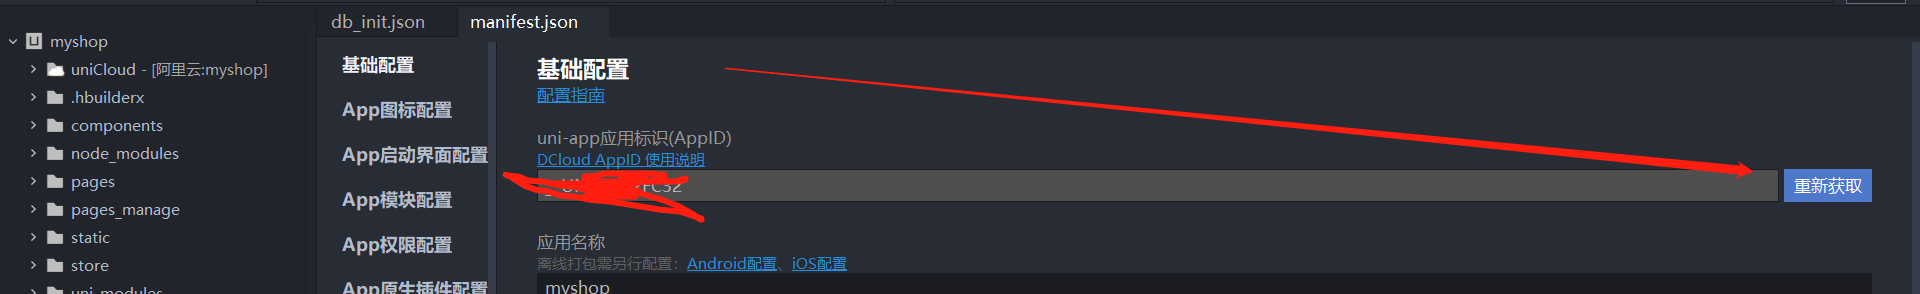 db_init.json
manifest.json
myshop
uniCloud - [阿里云:myshop]
.hbuilderx
components
node_modules
pages
pages_manage
static
store
uni_modules
基础配置
App图标配置
App启动界面配置
App模块配置
App权限配置
App原生插件配置
基础配置
配置指南
uni-app应用标识(AppID)
DCloud AppID 使用说明
FC32
重新获取
应用名称
离线打包需另行配置：Android配置、iOS配置
myshop